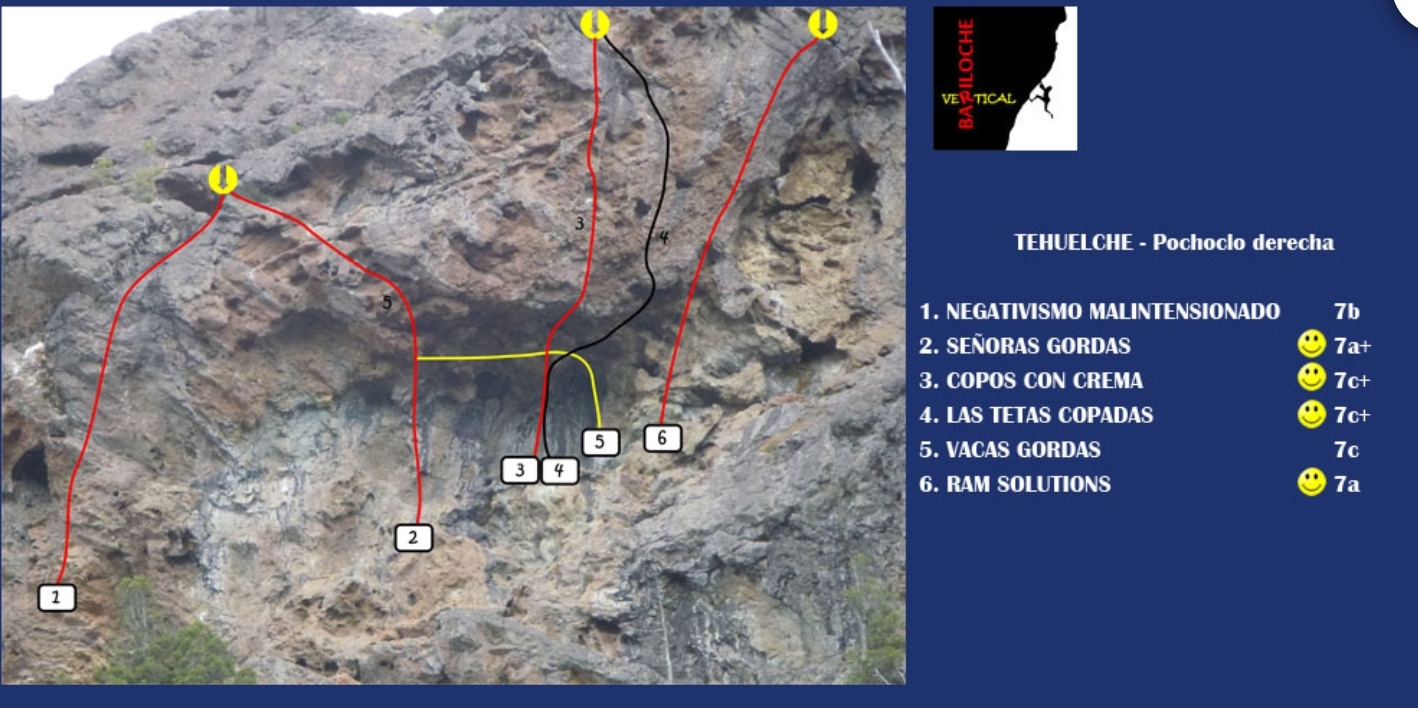 BARILOCHE
VERTICAL
TEHUELCHE - Pochoclo derecha
1. NEGATIVISMO MALINTENSIONADO 7b
2. SEÑORAS GORDAS 7a+
3. COPOS CON CREMA 7c+
4. LAS TETAS COPADAS 7c+
5. VACAS GORDAS 7c
6. RAM SOLUTIONS 7a
3
4
5
5
6
3
4
2
1